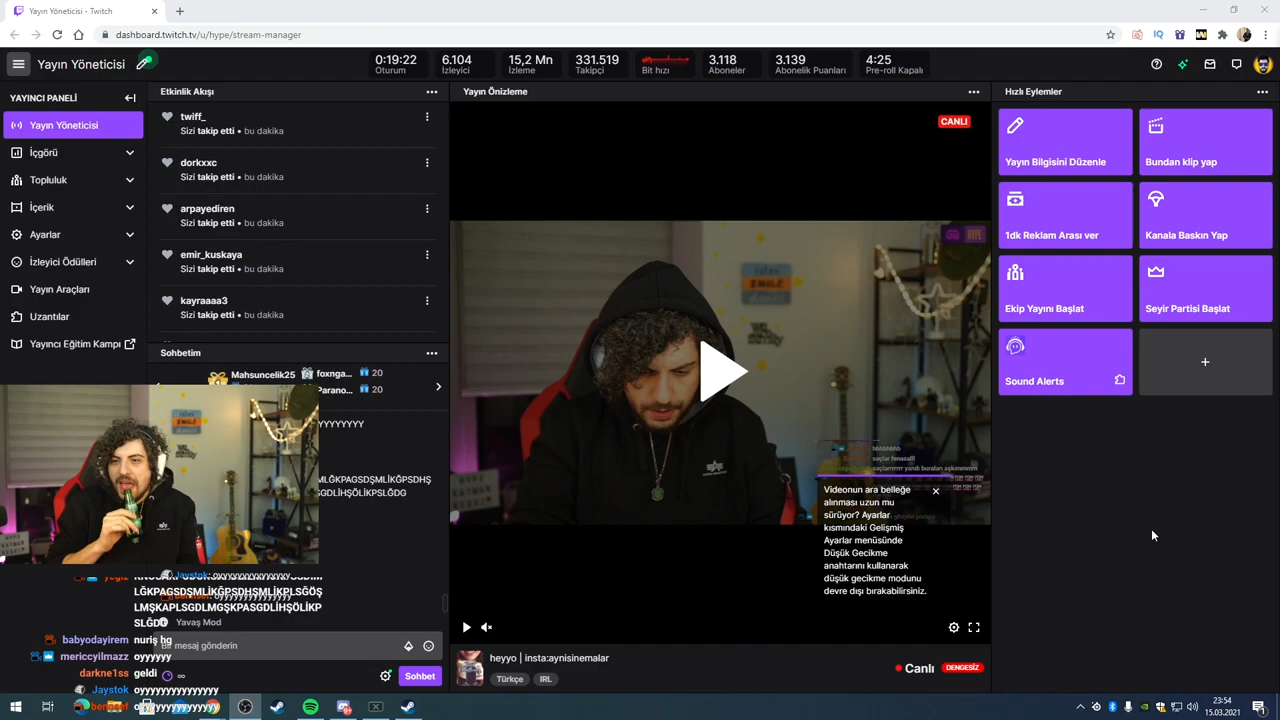 Yayın Yöneticisi - Twitch
dashboard.twitch.tv/u/hype/stream-manager
Yayın Yöneticisi
0:19:22
Oturum
6.104
İzleyici
15,2 Mn
İzleme
331.519
Takipçi
Bit hızı
3.118
Aboneler
3.139
Abonelik Puanları
4:25
Pre-roll Kapalı
YAYINCI PANELİ
Yayın Yöneticisi
İçgörü
Topluluk
İçerik
Ayarlar
İzleyici Ödülleri
Yayın Araçları
Uzantılar
Yayıncı Eğitim Kampı
Etkinlik Akışı
twiff_
Sizi takip etti • bu dakika
dorkxxc
Sizi takip etti • bu dakika
arpayediren
Sizi takip etti • bu dakika
emir_kuskaya
Sizi takip etti • bu dakika
kayraaaa3
Sizi takip etti • bu dakika
Sohbetim
Mahsuncelik25
foxnga... 20
Parano... 20
YYYYYYYY
Yavaş Mod
babyodayirem nuriş hg
mericcyilmazz oyyyyyy
darkne1ss geldi
Jaystok oyyyyyyyyyyyyyyy
Bir mesaj gönderin
Sohbet
Yayın Önizleme
CANLI
Videonun ara belleğe
alınması uzun mu
sürüyor? Ayarlar
kısmındaki Gelişmiş
Ayarlar menüsünde
Düşük Gecikme
anahtarını kullanarak
düşük gecikme modunu
devre dışı bırakabilirsiniz.
heyyo | insta:aynisinemalar
Türkçe
IRL
Canlı
DENGESİZ
Hızlı Eylemler
Yayın Bilgisini Düzenle
Bundan klip yap
1dk Reklam Arası ver
Kanala Baskın Yap
Ekip Yayını Başlat
Seyir Partisi Başlat
Sound Alerts
23:54
15.03.2021